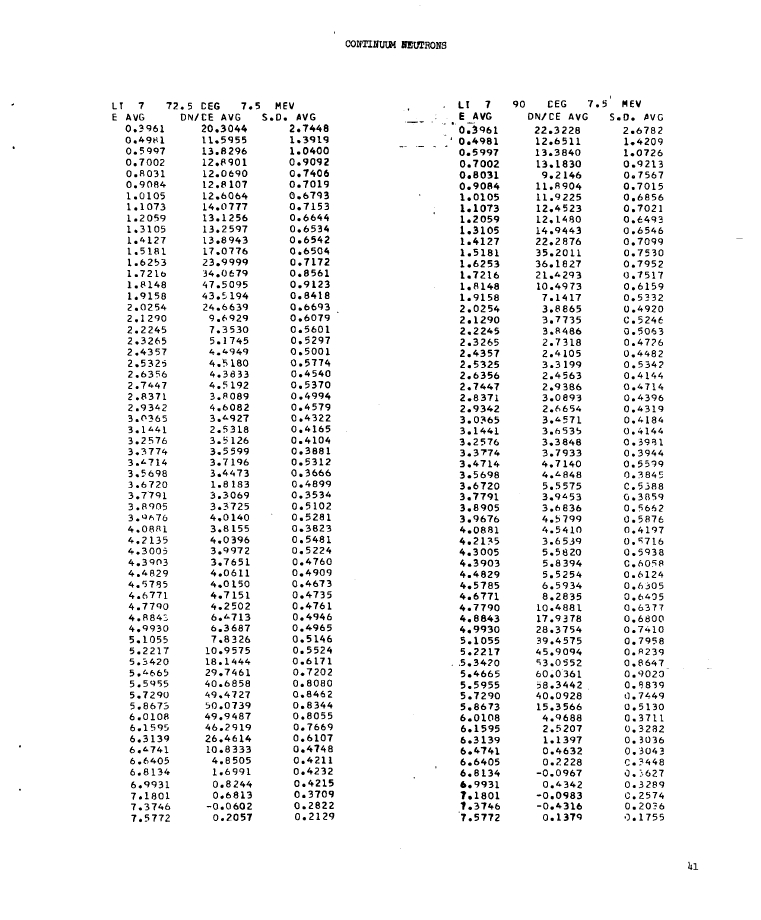 CONTINUUM NEUTRONS
LI 7 72.5 DEG 7.5 MEV
E AVG DN/DE AVG S.D. AVG
0.3961 20.3044 2.7448
0.4981 11.5955 1.3919
0.5997 13.8296 1.0400
0.7002 12.8901 0.9092
0.8031 12.0690 0.7406
0.9084 12.8107 0.7019
1.0105 12.6064 0.6793
1.1073 14.0777 0.7153
1.2059 13.1256 0.6644
1.3105 13.2597 0.6534
1.4127 13.8943 0.6542
1.5181 17.0776 0.6504
1.6253 23.9999 0.7172
1.7216 34.0679 0.8561
1.8148 47.5095 0.9123
1.9158 43.5194 0.8418
2.0254 24.6639 0.6693
2.1290 9.6929 0.6079
2.2245 7.3530 0.5601
2.3265 5.1745 0.5297
2.4357 4.4949 0.5001
2.5325 4.5180 0.5774
2.6356 4.3833 0.4540
2.7447 4.5192 0.5370
2.8371 3.8089 0.4994
2.9342 4.6082 0.4579
3.0365 3.4927 0.4322
3.1441 2.5318 0.4165
3.2576 3.5126 0.4104
3.3774 3.5599 0.3881
3.4714 3.7196 0.5312
3.5698 3.4473 0.3666
3.6720 1.8183 0.4899
3.7791 3.3069 0.3534
3.8905 3.3725 0.5102
3.9676 4.0140 0.5281
4.0881 3.8155 0.3823
4.2135 4.0396 0.5481
4.3005 3.9972 0.5224
4.3903 3.7651 0.4760
4.4829 4.0611 0.4909
4.5785 4.0150 0.4673
4.6771 4.7151 0.4735
4.7790 4.2502 0.4761
4.8843 6.4713 0.4946
4.9930 6.3687 0.4965
5.1055 7.8326 0.5146
5.2217 10.9575 0.5524
5.3420 18.1444 0.6171
5.4665 29.7461 0.7202
5.5955 40.6858 0.8080
5.7290 49.4727 0.8462
5.8673 50.0739 0.8344
6.0108 49.9487 0.8055
6.1595 46.2919 0.7669
6.3139 26.4614 0.6107
6.4741 10.8333 0.4748
6.6405 4.8505 0.4211
6.8134 1.6991 0.4232
6.9931 0.8244 0.4215
7.1801 0.6813 0.3709
7.3746 -0.0602 0.2822
7.5772 0.2057 0.2129
LI 7 90 DEG 7.5 MEV
E AVG DN/DE AVG S.D. AVG
0.3961 22.3228 2.6782
0.4981 12.6511 1.4209
0.5997 13.3840 1.0726
0.7002 13.1830 0.9213
0.8031 9.2146 0.7567
0.9084 11.8904 0.7015
1.0105 11.9225 0.6856
1.1073 12.4523 0.7021
1.2059 12.1480 0.6493
1.3105 14.9443 0.6546
1.4127 22.2876 0.7099
1.5181 35.2011 0.7530
1.6253 36.1827 0.7952
1.7216 21.4293 0.7517
1.8148 10.4973 0.6159
1.9158 7.1417 0.5332
2.0254 3.8865 0.4920
2.1290 3.7735 0.5246
2.2245 3.8486 0.5063
2.3265 2.7318 0.4726
2.4357 2.4105 0.4482
2.5325 3.3199 0.5342
2.6356 2.4563 0.4144
2.7447 2.9386 0.4714
2.8371 3.0893 0.4396
2.9342 2.6654 0.4319
3.0365 3.4571 0.4184
3.1441 3.6535 0.4144
3.2576 3.3848 0.3981
3.3774 3.7933 0.3944
3.4714 4.7140 0.5599
3.5698 4.4848 0.3845
3.6720 5.5575 0.5388
3.7791 3.9453 0.3859
3.8905 3.6836 0.5662
3.9676 4.5799 0.5876
4.0881 4.5410 0.4197
4.2135 3.6539 0.5716
4.3005 5.5820 0.5938
4.3903 5.8394 0.6058
4.4829 5.5254 0.6124
4.5785 6.5934 0.6305
4.6771 8.2835 0.6405
4.7790 10.4881 0.6377
4.8843 17.9378 0.6800
4.9930 28.3754 0.7410
5.1055 39.4575 0.7958
5.2217 45.9094 0.8239
5.3420 53.0552 0.8647
5.4665 60.0361 0.9020
5.5955 58.3442 0.8839
5.7290 40.0928 0.7449
5.8673 15.3566 0.5130
6.0108 4.9688 0.3711
6.1595 2.5207 0.3282
6.3139 1.1397 0.3036
6.4741 0.4632 0.3043
6.6405 0.2228 0.3448
6.8134 -0.0967 0.3627
6.9931 0.4342 0.3289
7.1801 -0.0983 0.2574
7.3746 -0.4316 0.2036
7.5772 0.1379 0.1755
41